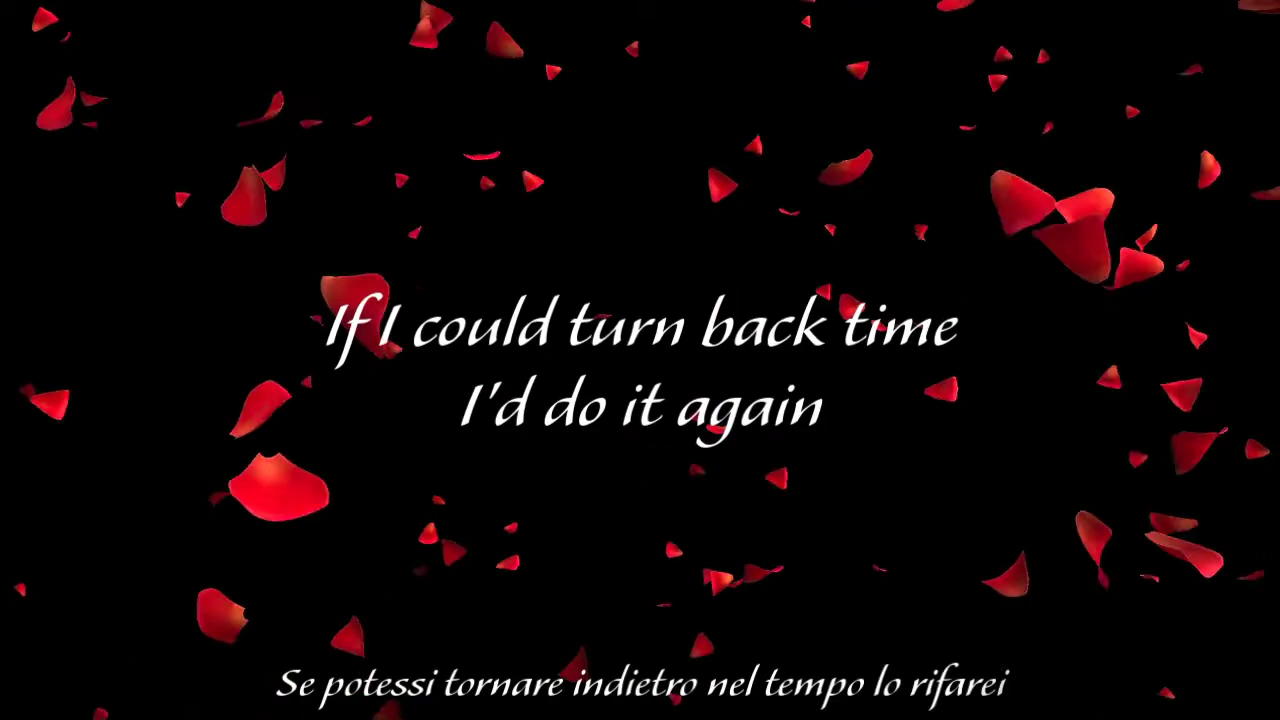 If I could turn back time
I'd do it again
Se potessi tornare indietro nel tempo lo rifarei